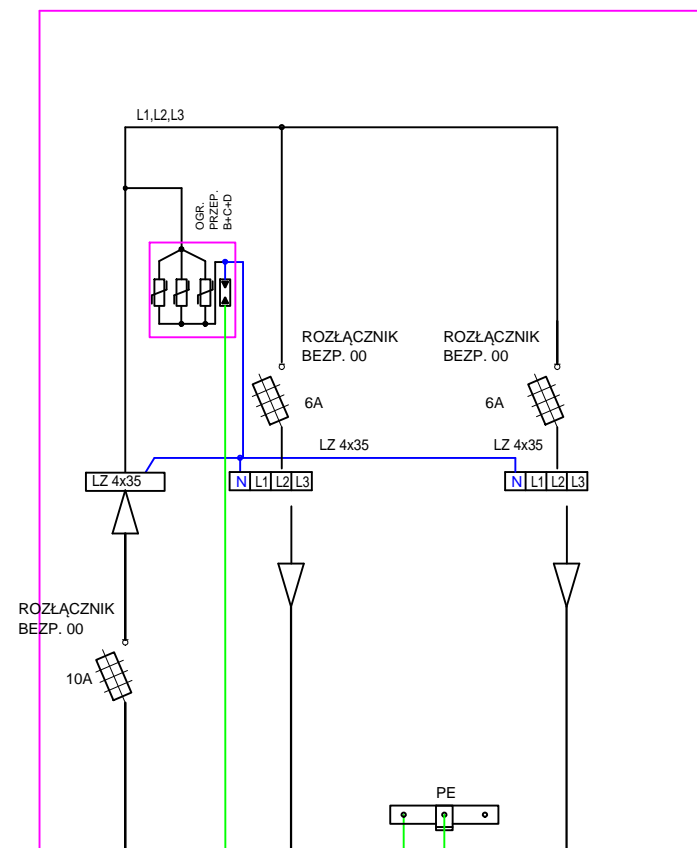 L1,L2,L3
OGR.
PRZEP.
B+C+D
ROZŁĄCZNIK
BEZP. 00
6A
ROZŁĄCZNIK
BEZP. 00
6A
LZ 4x35
LZ 4x35
LZ 4x35
N L1 L2 L3
N L1 L2 L3
ROZŁĄCZNIK
BEZP. 00
10A
PE